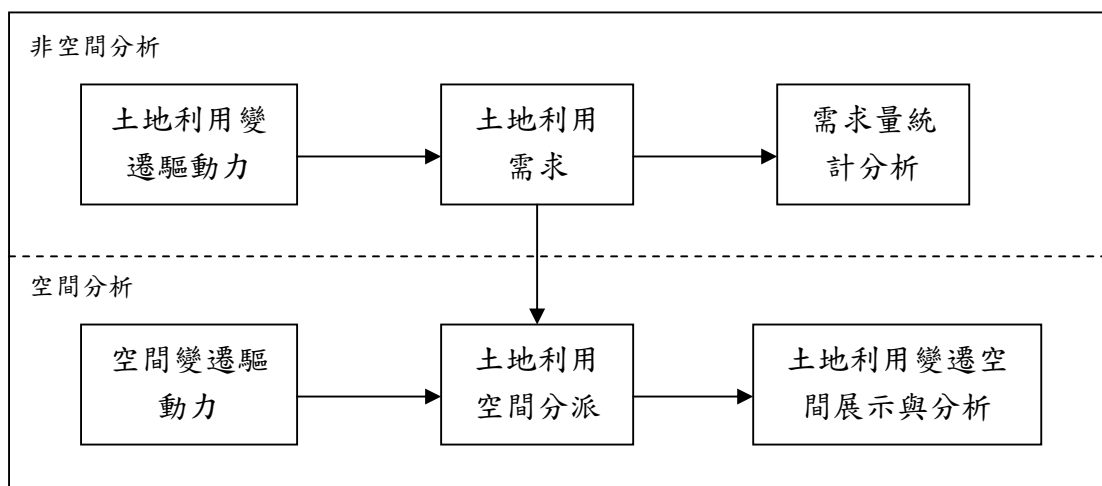 非空間分析
土地利用變
遷驅動力
土地利用
需求
需求量統
計分析
空間分析
空間變遷驅
動力
土地利用
空間分派
土地利用變遷空
間展示與分析